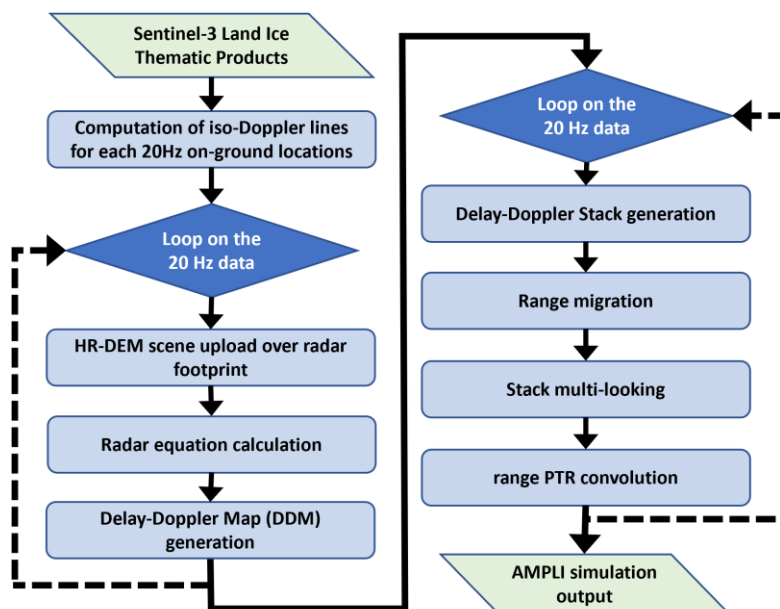 Sentinel-3 Land Ice
Thematic Products
Computation of iso-Doppler lines
for each 20Hz on-ground locations
Loop on the
20 Hz data
HR-DEM scene upload over radar
footprint
Radar equation calculation
Delay-Doppler Map (DDM)
generation
Loop on the
20 Hz data
Delay-Doppler Stack generation
Range migration
Stack multi-looking
range PTR convolution
AMPLI simulation
output